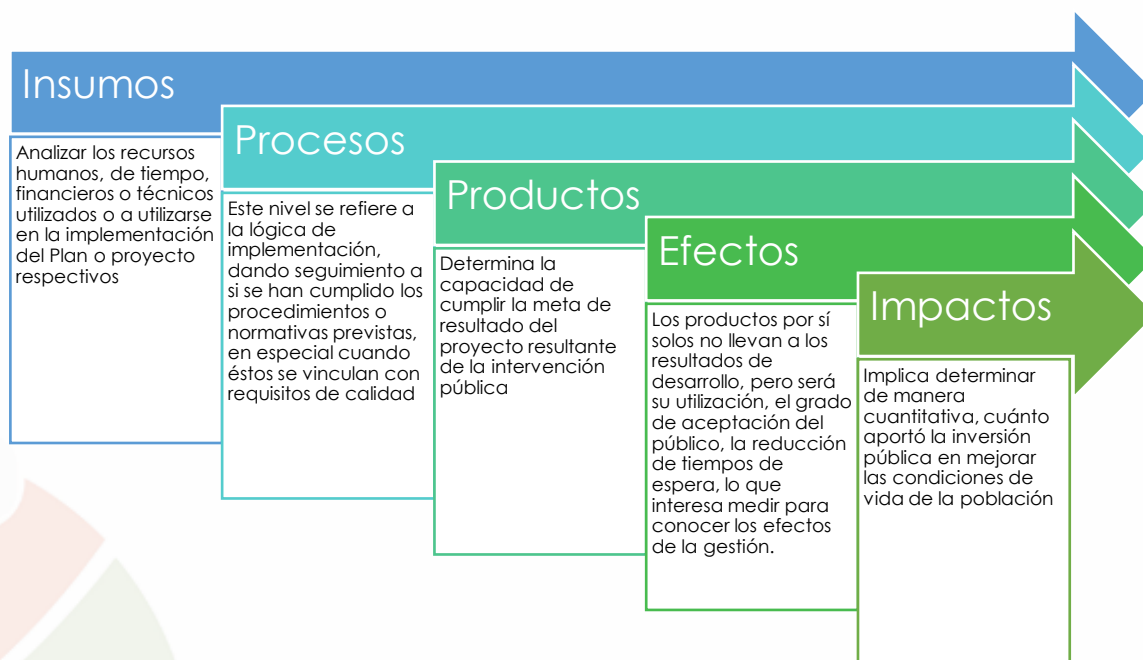 Insumos
Analizar los recursos
humanos, de tiempo,
financieros o técnicos
utilizados o a utilizarse
en la implementación
del Plan o proyecto
respectivos
Procesos
Este nivel se refiere a
la lógica de
implementación,
dando seguimiento a
si se han cumplido los
procedimientos o
normativas previstas,
en especial cuando
éstos se vinculan con
requisitos de calidad
Productos
Determina la
capacidad de
cumplir la meta de
resultado del
proyecto resultante
de la intervención
pública
Efectos
Los productos por sí
solos no llevan a los
resultados de
desarrollo, pero será
su utilización, el grado
de aceptación del
público, la reducción
de tiempos de
espera, lo que
interesa medir para
conocer los efectos
de la gestión.
Impactos
Implica determinar
de manera
cuantitativa, cuánto
aportó la inversión
pública en mejorar
las condiciones de
vida de la población